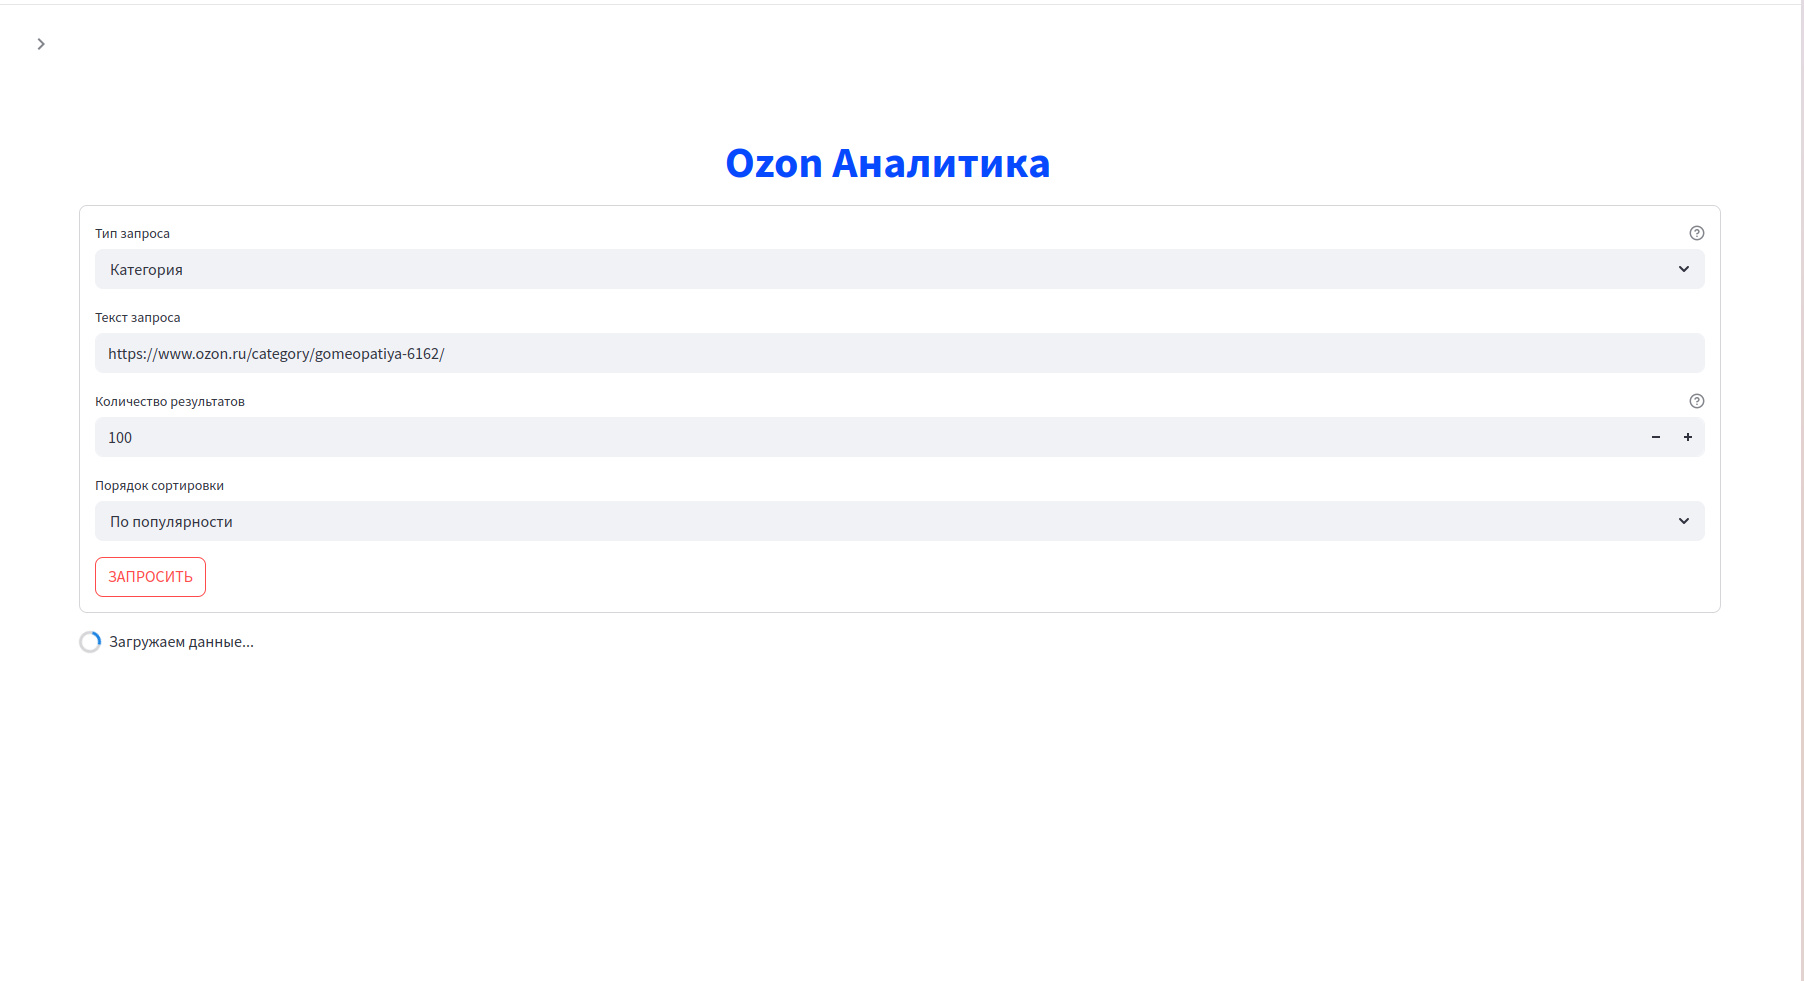 Ozon Аналитика
Тип запроса
Категория
Текст запроса
https://www.ozon.ru/category/gomeopatiya-6162/
Количество результатов
100
Порядок сортировки
По популярности
ЗАПРОСИТЬ
Загружаем данные...